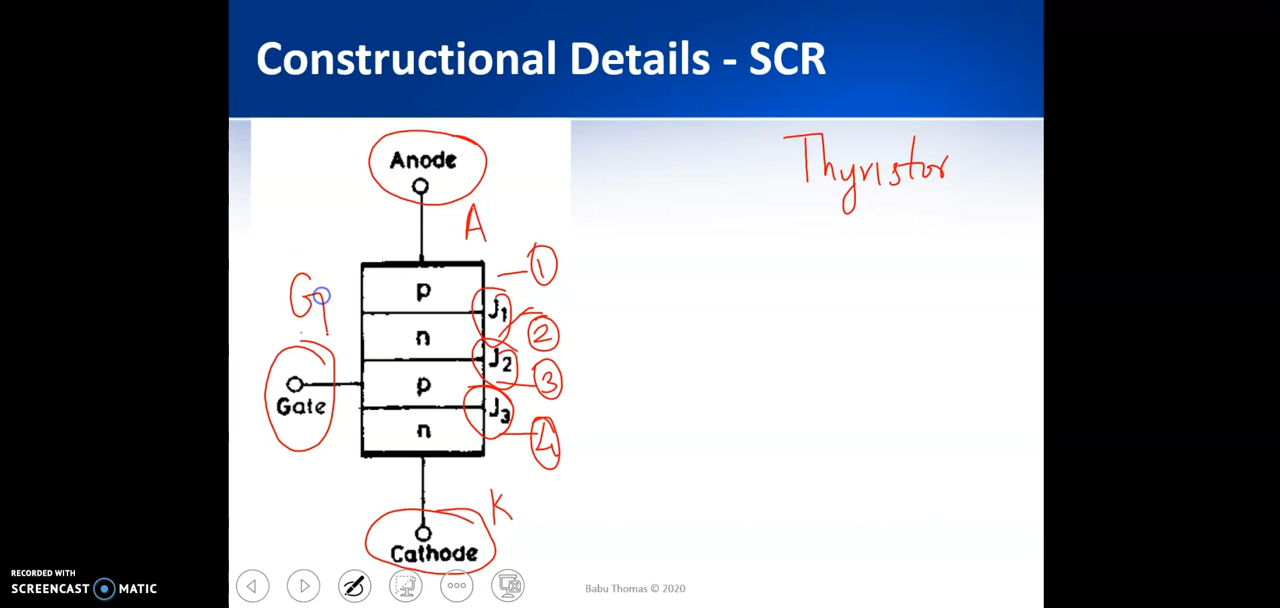 Constructional Details - SCR
Anode
Thyristor
A
1
G
p
J1
n
2
J2
p
3
Gate
J3
n
4
K
Cathode
RECORDED WITH
SCREENCAST MATIC
Babu Thomas © 2020